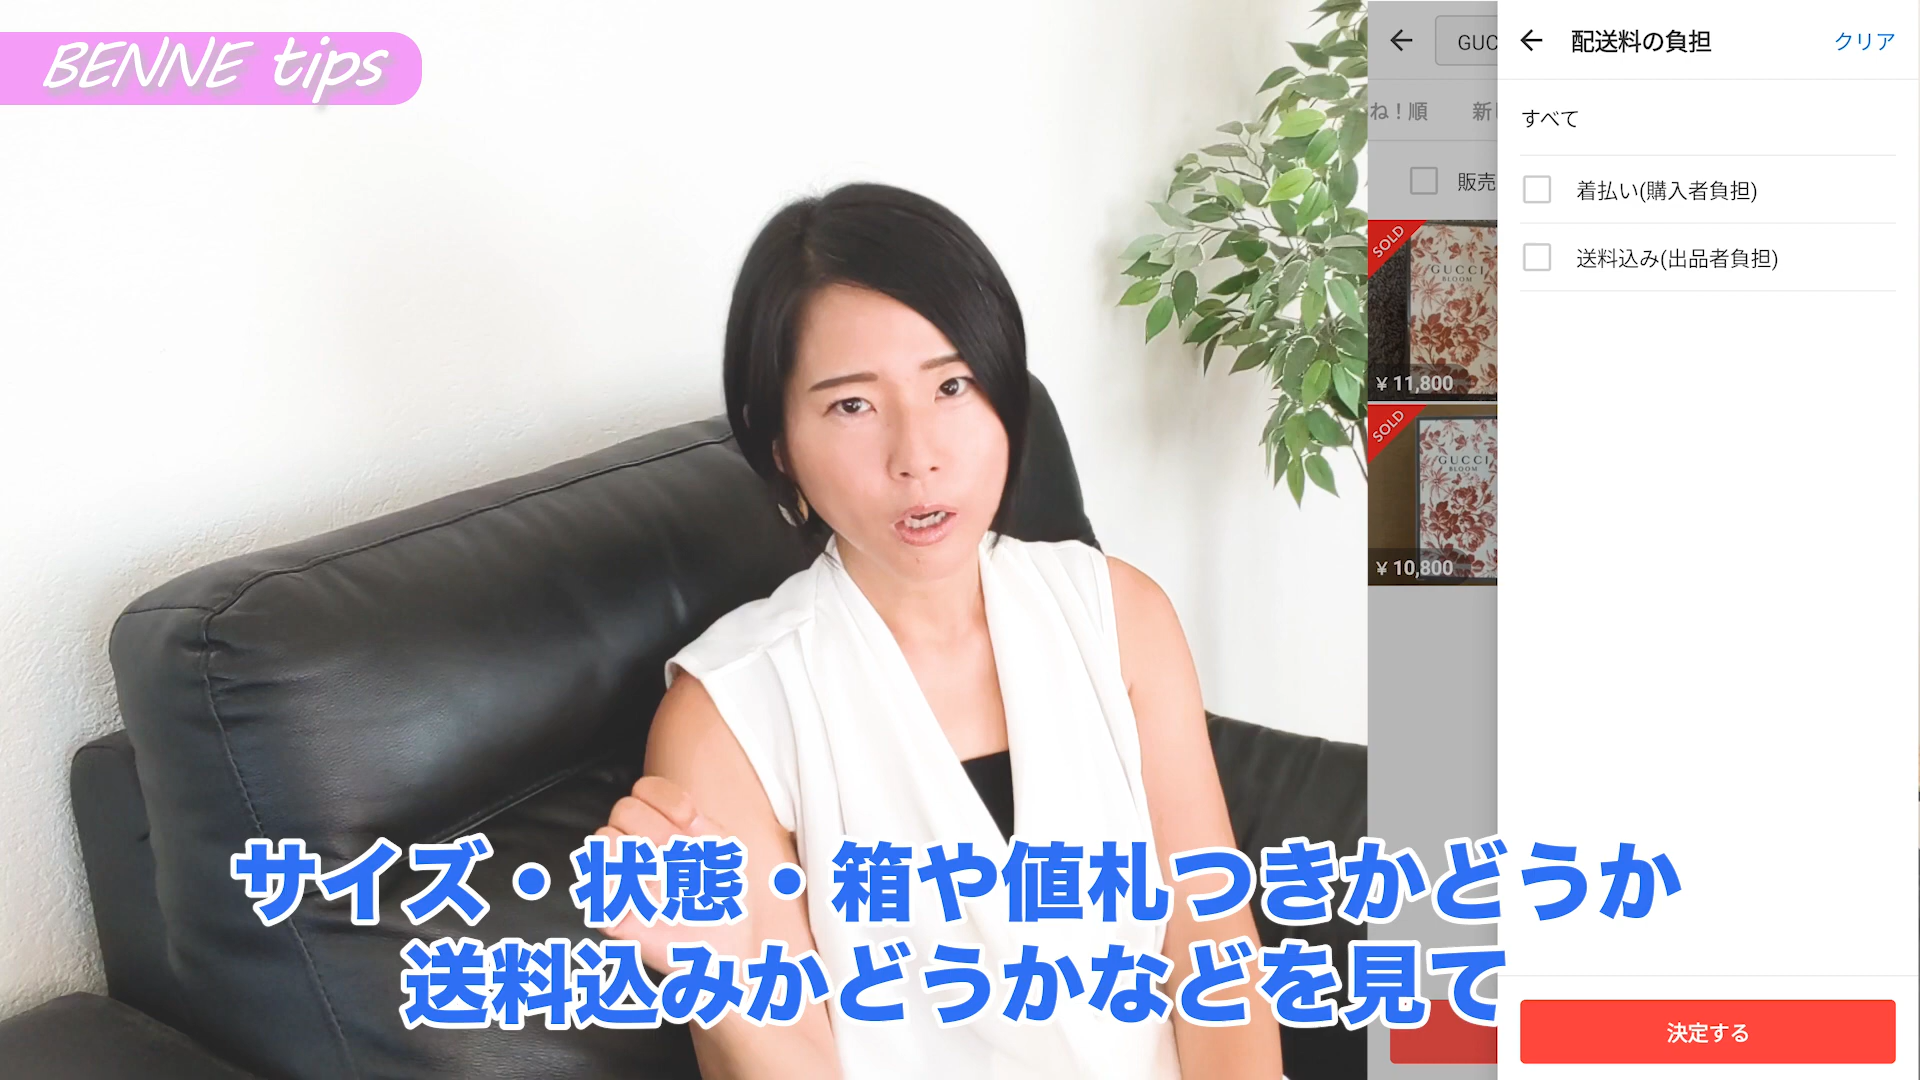 BENNE tips
GUC
ね！順 新
販売
SOLD
GUCCI
BLOOM
¥ 11,800
SOLD
GUCCI
BLOOM
¥ 10,800
配送料の負担
クリア
すべて
着払い(購入者負担)
送料込み(出品者負担)
決定する
サイズ・状態・箱や値札つきかどうか
送料込みかどうかなどを見て